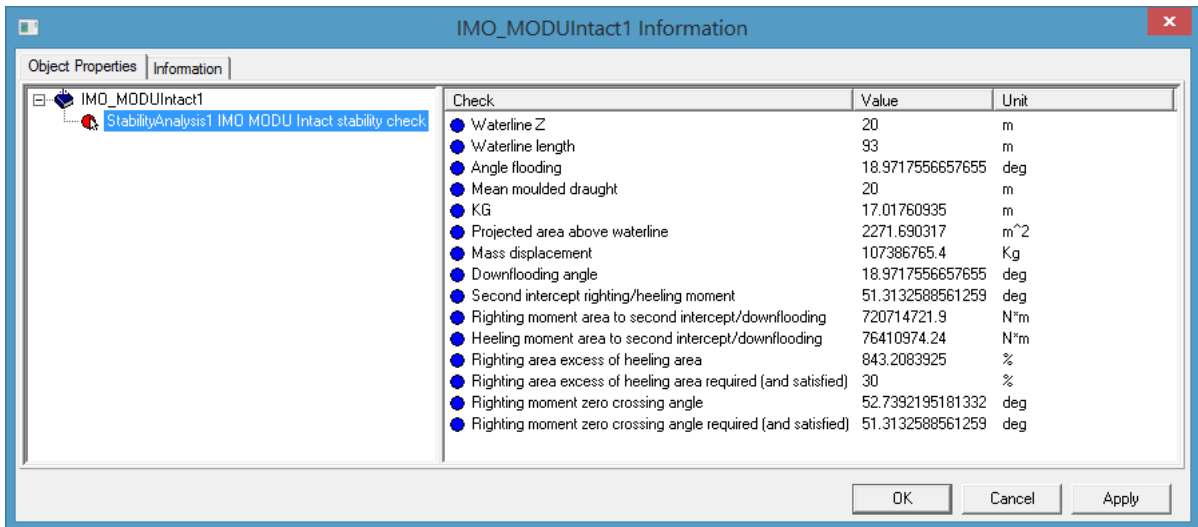 IMO_MODUIntact1 Information
Object Properties Information
IMO_MODUIntact1
StabilityAnalysis1 IMO MODU Intact stability check
Check Value Unit
Waterline Z 20 m
Waterline length 93 m
Angle flooding 18.9717556657655 deg
Mean moulded draught 20 m
KG 17.01760935 m
Projected area above waterline 2271.690317 m^2
Mass displacement 107386765.4 Kg
Downflooding angle 18.9717556657655 deg
Second intercept righting/heeling moment 51.3132588561259 deg
Righting moment area to second intercept/downflooding 720714721.9 N*m
Heeling moment area to second intercept/downflooding 76410974.24 N*m
Righting area excess of heeling area 843.2083925 %
Righting area excess of heeling area required (and satisfied) 30 %
Righting moment zero crossing angle 52.7392195181332 deg
Righting moment zero crossing angle required (and satisfied) 51.3132588561259 deg
OK Cancel Apply